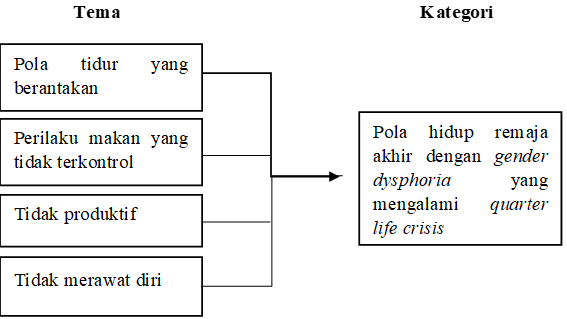 Tema
Kategori
Pola tidur yang
berantakan
Perilaku makan yang
tidak terkontrol
Tidak produktif
Tidak merawat diri
Pola hidup remaja
akhir dengan gender
dysphoria yang
mengalami quarter
life crisis